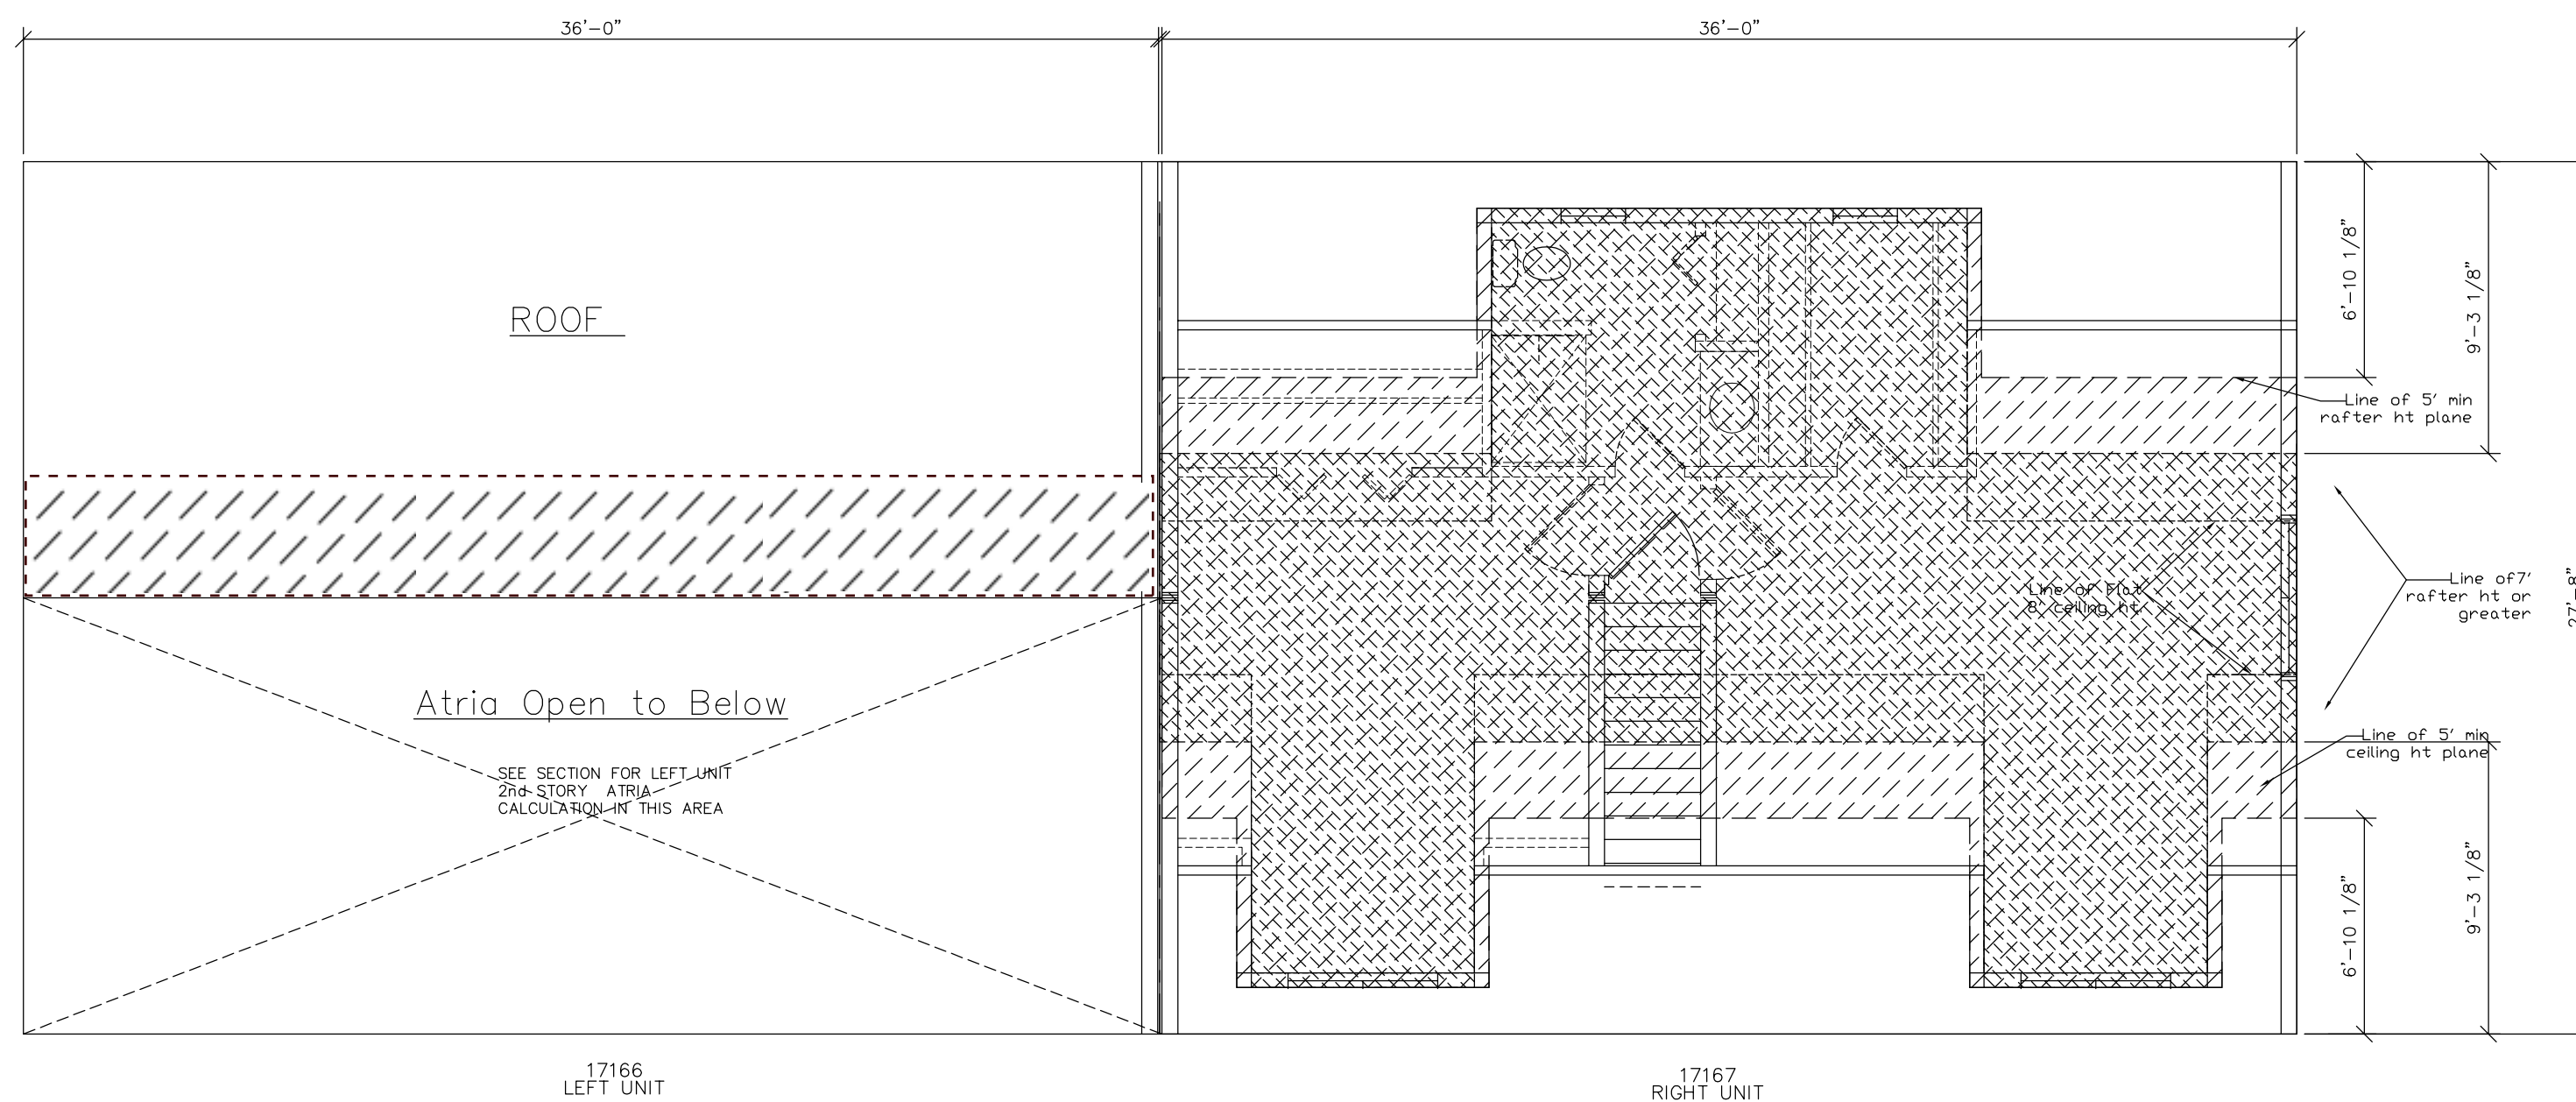 36'-0"
36'-0"
ROOF
6'-10 1/8"
9'-3 1/8"
Line of 5' min
rafter ht plane
Line of Flat
8' ceiling ht.
Line of7'
rafter ht or
greater
27'-8"
Atria Open to Below
Line of 5' min
ceiling ht plane
SEE SECTION FOR LEFT UNIT
2nd STORY ATRIA
CALCULATION IN THIS AREA
6'-10 1/8"
9'-3 1/8"
17166
LEFT UNIT
17167
RIGHT UNIT